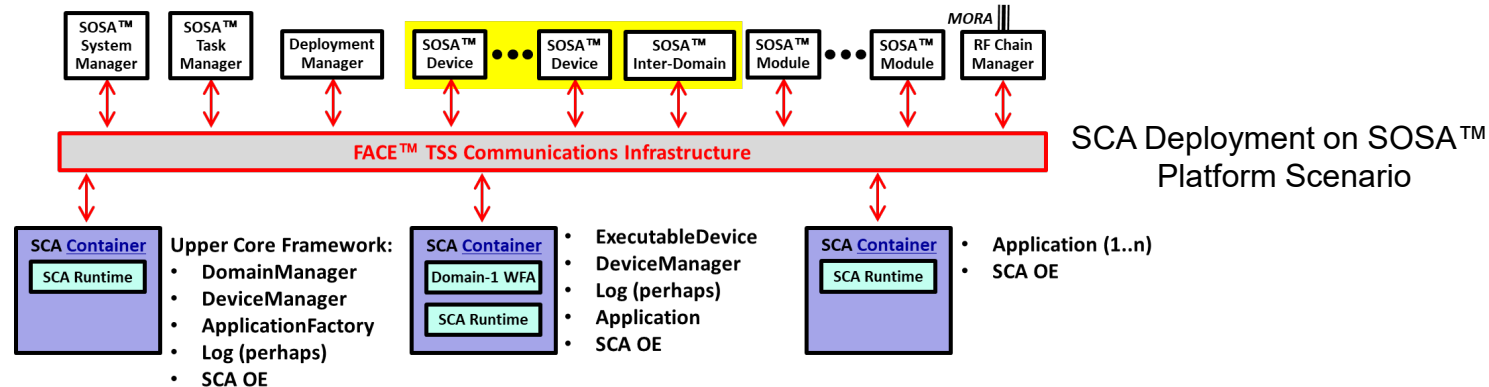 SOSA™
System
Manager
SOSA™
Task
Manager
Deployment
Manager
SOSA™
Device
SOSA™
Device
SOSA™
Inter-Domain
SOSA™
Module
SOSA™
Module
MORA
RF Chain
Manager
FACE™ TSS Communications Infrastructure
SCA Deployment on SOSA™
Platform Scenario
SCA Container
SCA Runtime
Upper Core Framework:
• DomainManager
• DeviceManager
• ApplicationFactory
• Log (perhaps)
• SCA OE
SCA Container
Domain-1 WFA
SCA Runtime
• ExecutableDevice
• DeviceManager
• Log (perhaps)
• Application
• SCA OE
SCA Container
SCA Runtime
• Application (1..n)
• SCA OE